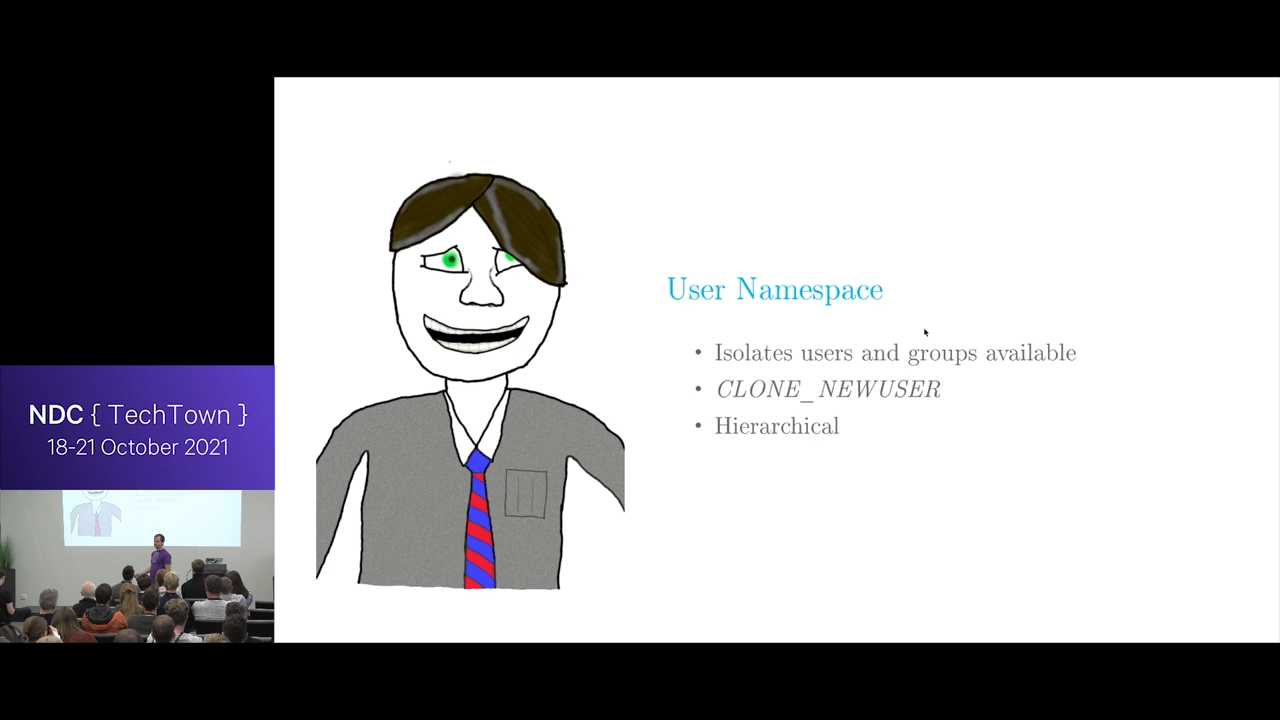 User Namespace
• Isolates users and groups available
• CLONE_NEWUSER
• Hierarchical
NDC { TechTown }
18-21 October 2021